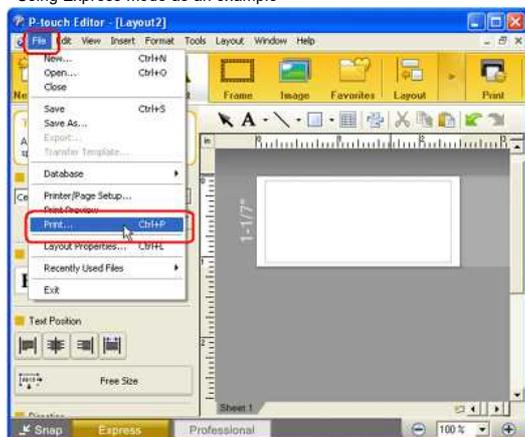 Using Express mode as an example
P-touch Editor - [Layout2]
File Edit View Insert Format Tools Layout Window Help
New... Ctrl+N
Open... Ctrl+O
Close
Save Ctrl+S
Save As...
Export...
Transfer Template...
Database
Printer/Page Setup...
Print Preview
Print... Ctrl+P
Layout Properties... Ctrl+L
Recently Used Files
Exit
Frame Image Favorites Layout Print
A
in
1-1/7"
Text Position
Free Size
Sheet 1
Snap Express Professional 100 %